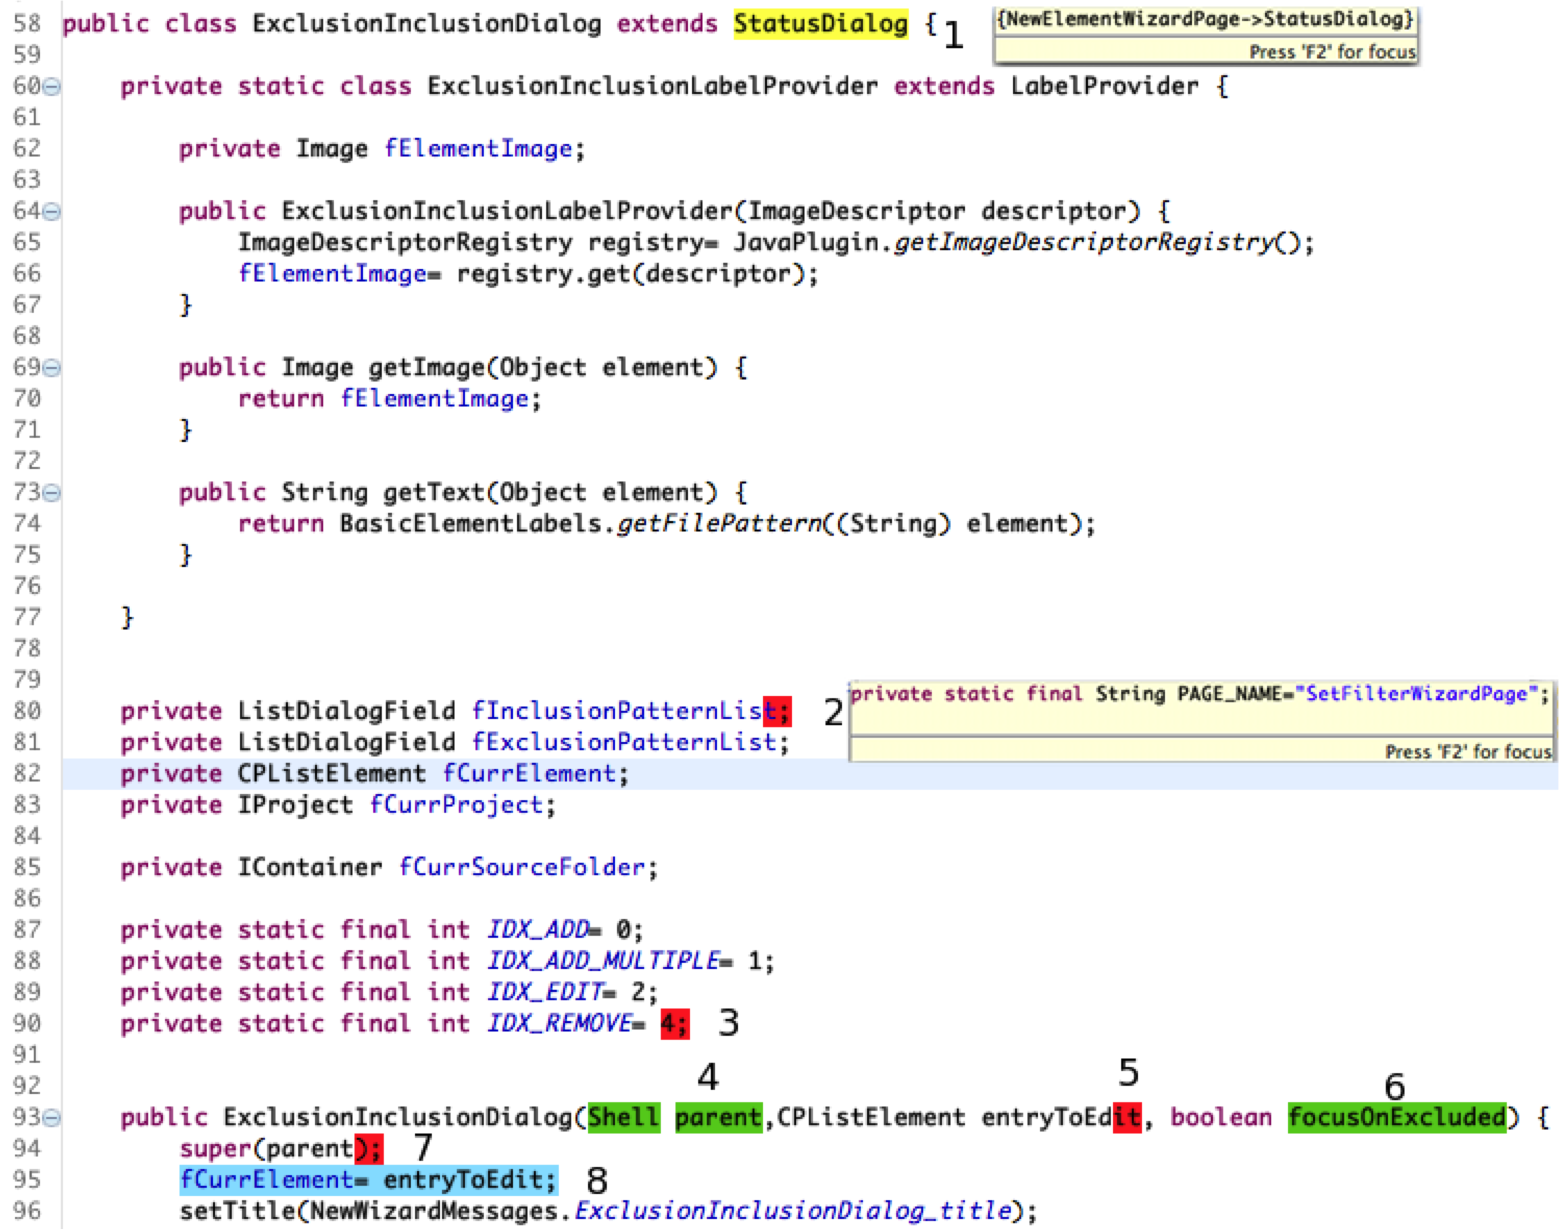 58 public class ExclusionInclusionDialog extends StatusDialog { 1 {NewElementWizardPage->StatusDialog}
Press 'F2' for focus
59
60 private static class ExclusionInclusionLabelProvider extends LabelProvider {
61
62 private Image fElementImage;
63
64 public ExclusionInclusionLabelProvider(ImageDescriptor descriptor) {
65 ImageDescriptorRegistry registry= JavaPlugin.getImageDescriptorRegistry();
66 fElementImage= registry.get(descriptor);
67 }
68
69 public Image getImage(Object element) {
70 return fElementImage;
71 }
72
73 public String getText(Object element) {
74 return BasicElementLabels.getFilePattern((String) element);
75 }
76
77 }
78
79
private static final String PAGE_NAME="SetFilterWizardPage";
80 private ListDialogField fInclusionPatternList; 2
81 private ListDialogField fExclusionPatternList;
Press 'F2' for focus
82 private CPListElement fCurrElement;
83 private IProject fCurrProject;
84
85 private IContainer fCurrSourceFolder;
86
87 private static final int IDX_ADD= 0;
88 private static final int IDX_ADD_MULTIPLE= 1;
89 private static final int IDX_EDIT= 2;
90 private static final int IDX_REMOVE= 4; 3
91
92
4 5 6
93 public ExclusionInclusionDialog(Shell parent,CPListElement entryToEdit, boolean focusOnExcluded) {
94 super(parent); 7
95 fCurrElement= entryToEdit; 8
96 setTitle(NewWizardMessages.ExclusionInclusionDialog_title);